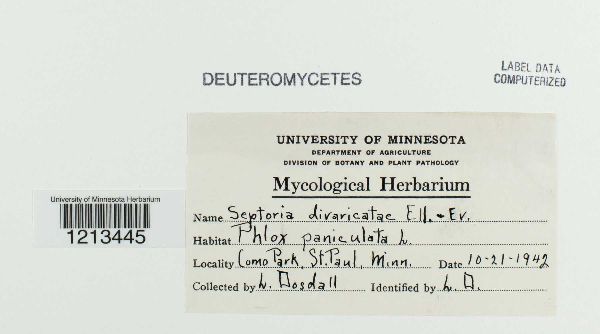 DEUTEROMYCETES
LABEL DATA
COMPUTERIZED
UNIVERSITY OF MINNESOTA
DEPARTMENT OF AGRICULTURE
DIVISION OF BOTANY AND PLANT PATHOLOGY
Mycological Herbarium
Name Septoria divaricatae Ell. & Ev.
Habitat Phlox paniculata L.
Locality Como Park, St. Paul, Minn. Date 10-21-1942
Collected by L. Dosdall Identified by L. D.
University of Minnesota Herbarium
1213445